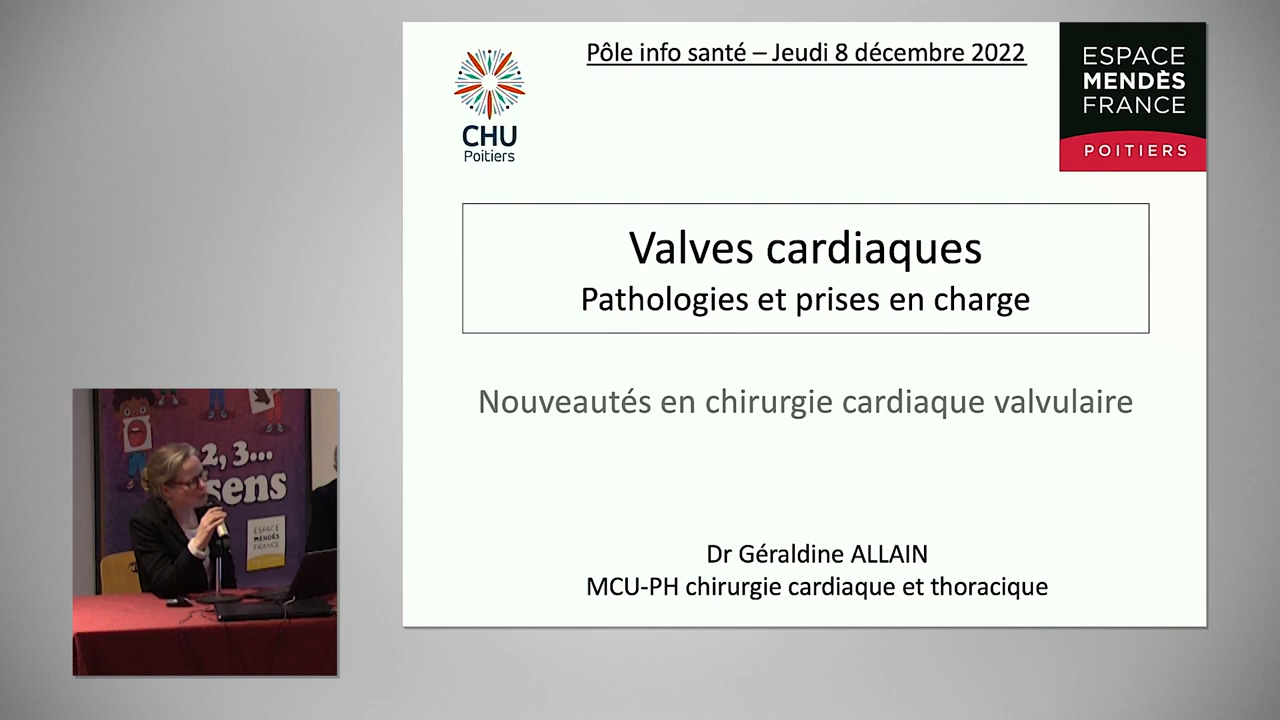 Pôle info santé – Jeudi 8 décembre 2022
CHU
Poitiers
ESPACE
MENDÈS
FRANCE
POITIERS
Valves cardiaques
Pathologies et prises en charge
Nouveautés en chirurgie cardiaque valvulaire
Dr Géraldine ALLAIN
MCU-PH chirurgie cardiaque et thoracique
2, 3...
sens
ESPACE
MENDÈS
FRANCE